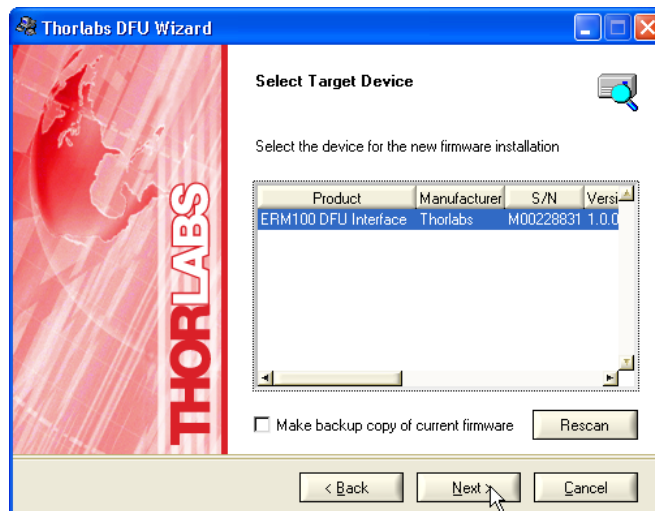 Thorlabs DFU Wizard
THORLABS
Select Target Device
Select the device for the new firmware installation
Product Manufacturer S/N Versi
ERM100 DFU Interface Thorlabs M00228831 1.0.0
Make backup copy of current firmware Rescan
< Back Next > Cancel